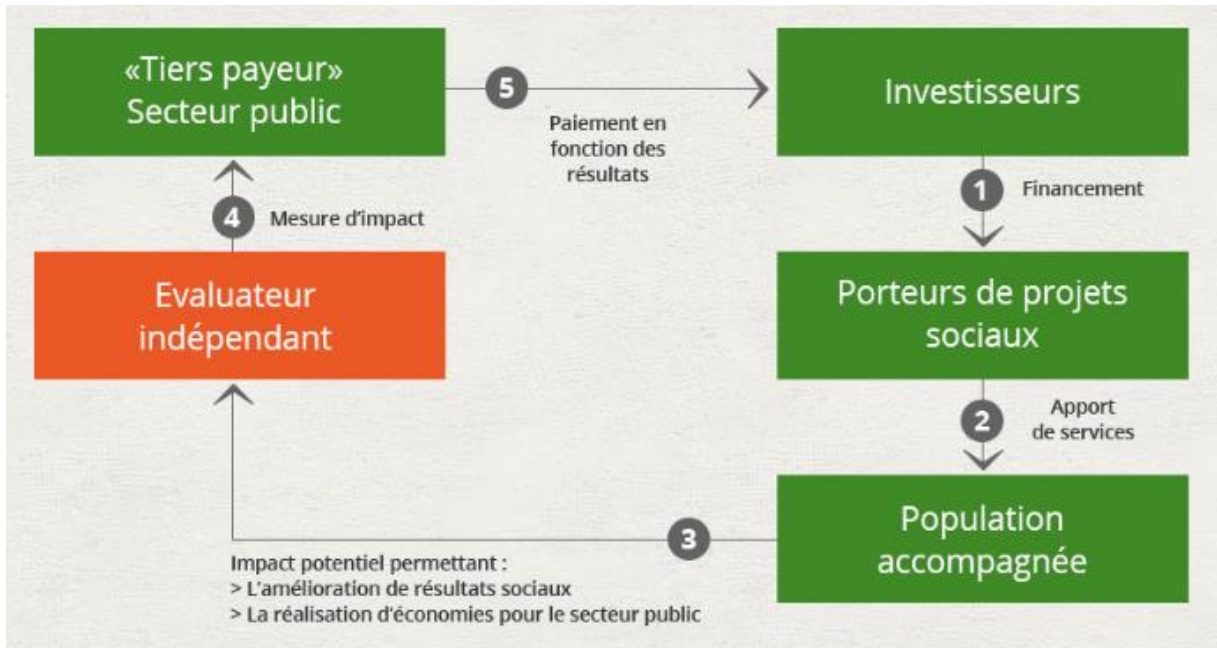 «Tiers payeur»
Secteur public
5
Paiement en
fonction des
résultats
Investisseurs
1
Financement
4
Mesure d'impact
Evaluateur
indépendant
Porteurs de projets
sociaux
2
Apport
de services
3
Impact potentiel permettant :
> L'amélioration de résultats sociaux
> La réalisation d'économies pour le secteur public
Population
accompagnée